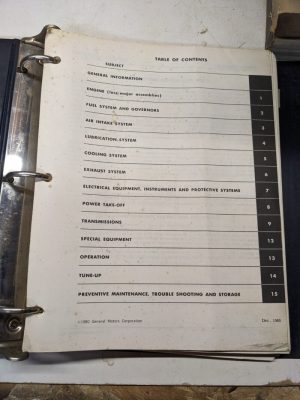 TABLE OF CONTENTS
SUBJECT
GENERAL INFORMATION
ENGINE (less major assemblies) 1
FUEL SYSTEM AND GOVERNORS 2
AIR INTAKE SYSTEM 3
LUBRICATION SYSTEM 4
COOLING SYSTEM 5
EXHAUST SYSTEM 6
ELECTRICAL EQUIPMENT, INSTRUMENTS AND PROTECTIVE SYSTEMS 7
POWER TAKE-OFF 8
TRANSMISSIONS 9
SPECIAL EQUIPMENT 12
OPERATION 13
TUNE-UP 14
PREVENTIVE MAINTENANCE, TROUBLE SHOOTING AND STORAGE 15
©1980 General Motors Corporation